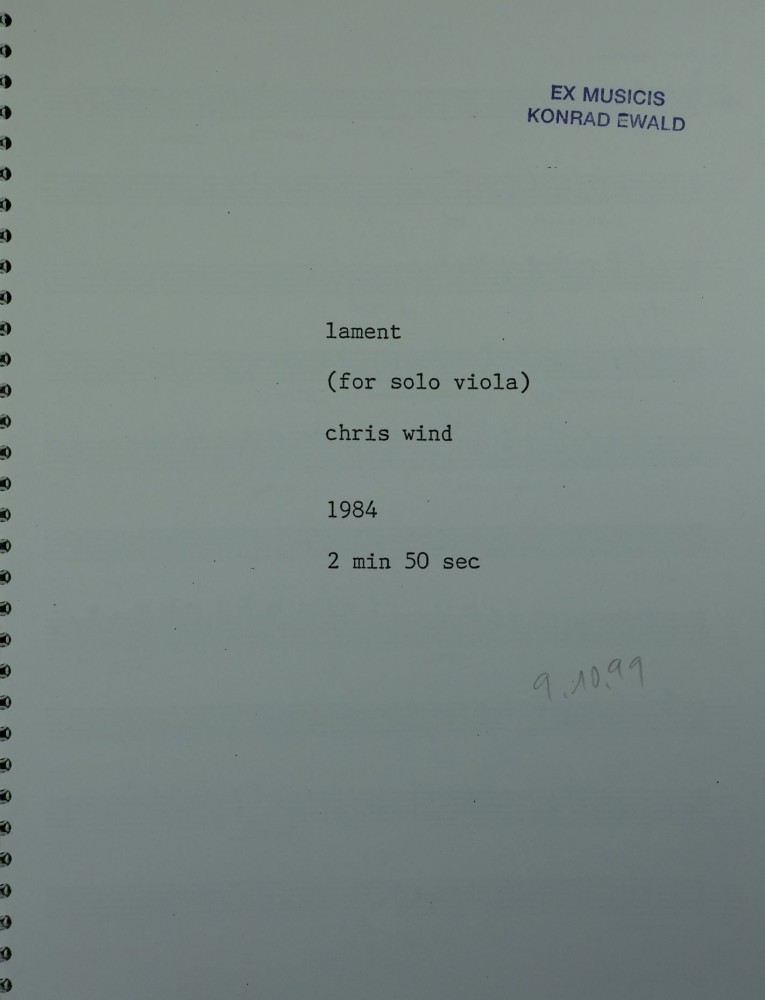 EX MUSICIS
KONRAD EWALD
lament
(for solo viola)
chris wind
1984
2 min 50 sec
9.10.99